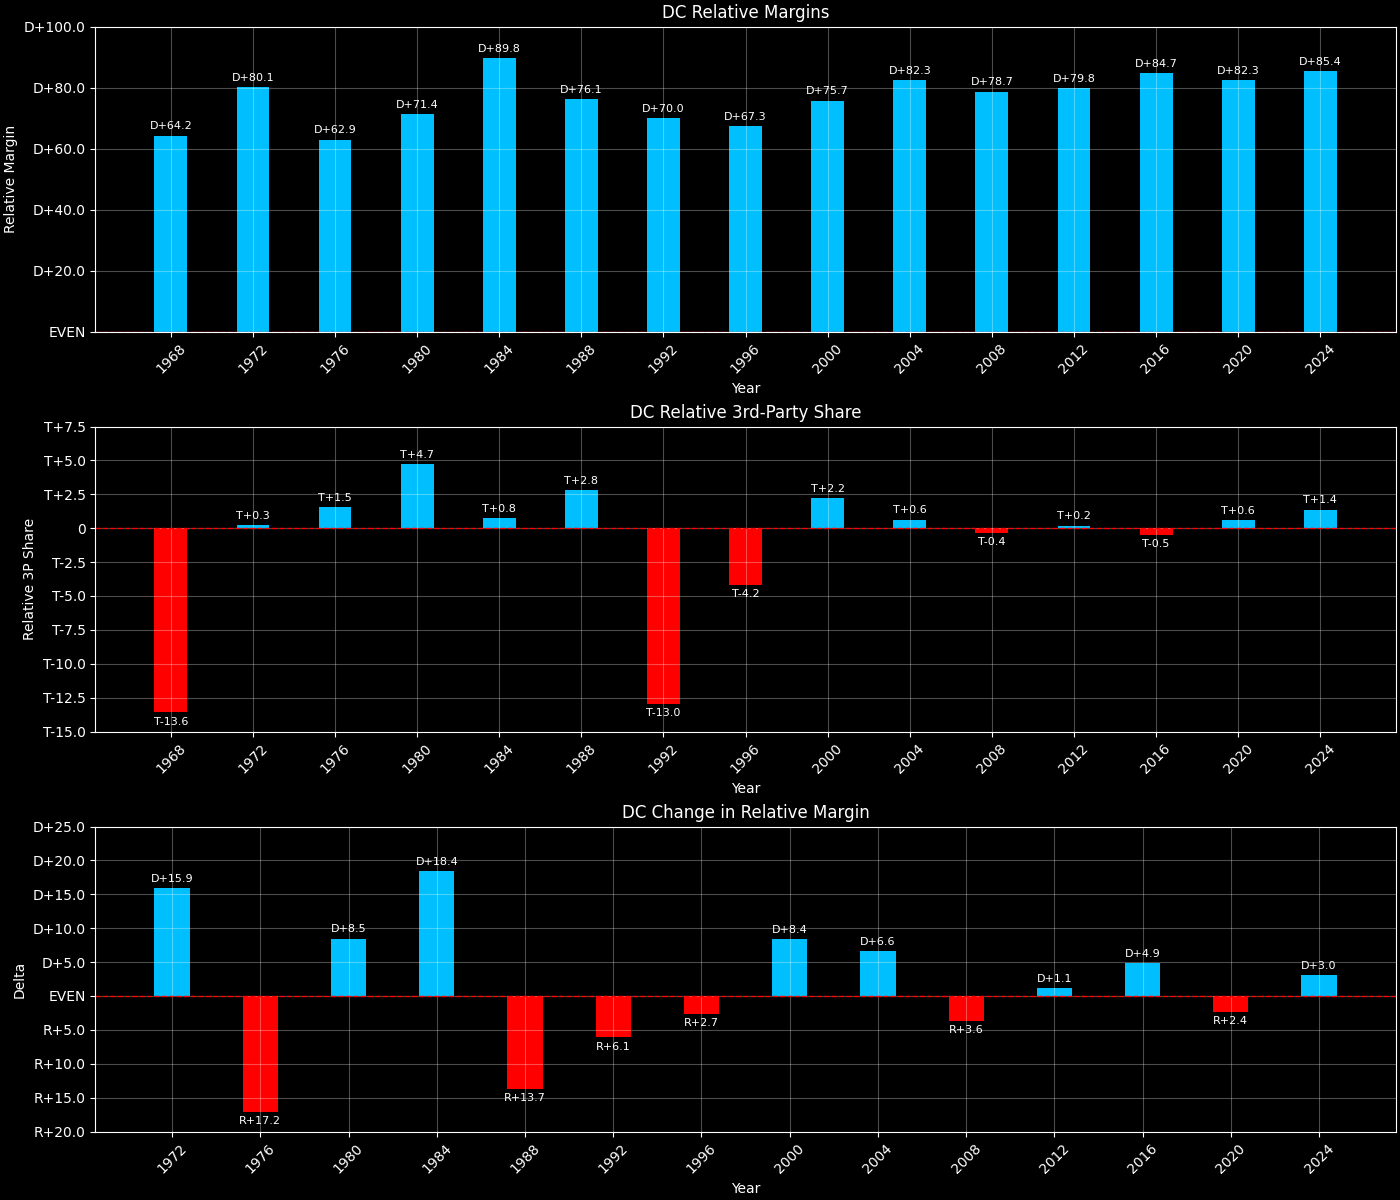 DC Relative Margins
D+100.0
D+80.0
D+60.0
D+40.0
D+20.0
EVEN
Relative Margin
D+64.2
D+80.1
D+62.9
D+71.4
D+89.8
D+76.1
D+70.0
D+67.3
D+75.7
D+82.3
D+78.7
D+79.8
D+84.7
D+82.3
D+85.4
1968
1972
1976
1980
1984
1988
1992
1996
2000
2004
2008
2012
2016
2020
2024
Year
DC Relative 3rd-Party Share
T+7.5
T+5.0
T+2.5
0
T-2.5
T-5.0
T-7.5
T-10.0
T-12.5
T-15.0
Relative 3P Share
T-13.6
T+0.3
T+1.5
T+4.7
T+0.8
T+2.8
T-13.0
T-4.2
T+2.2
T+0.6
T-0.4
T+0.2
T-0.5
T+0.6
T+1.4
1968
1972
1976
1980
1984
1988
1992
1996
2000
2004
2008
2012
2016
2020
2024
Year
DC Change in Relative Margin
D+25.0
D+20.0
D+15.0
D+10.0
D+5.0
EVEN
R+5.0
R+10.0
R+15.0
R+20.0
Delta
D+15.9
R+17.2
D+8.5
D+18.4
R+13.7
R+6.1
R+2.7
D+8.4
D+6.6
R+3.6
D+1.1
D+4.9
R+2.4
D+3.0
1972
1976
1980
1984
1988
1992
1996
2000
2004
2008
2012
2016
2020
2024
Year